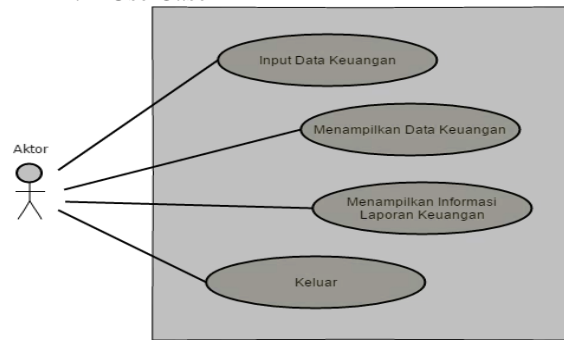 Input Data Keuangan
Menampilkan Data Keuangan
Aktor
Menampilkan Informasi
Laporan Keuangan
Keluar